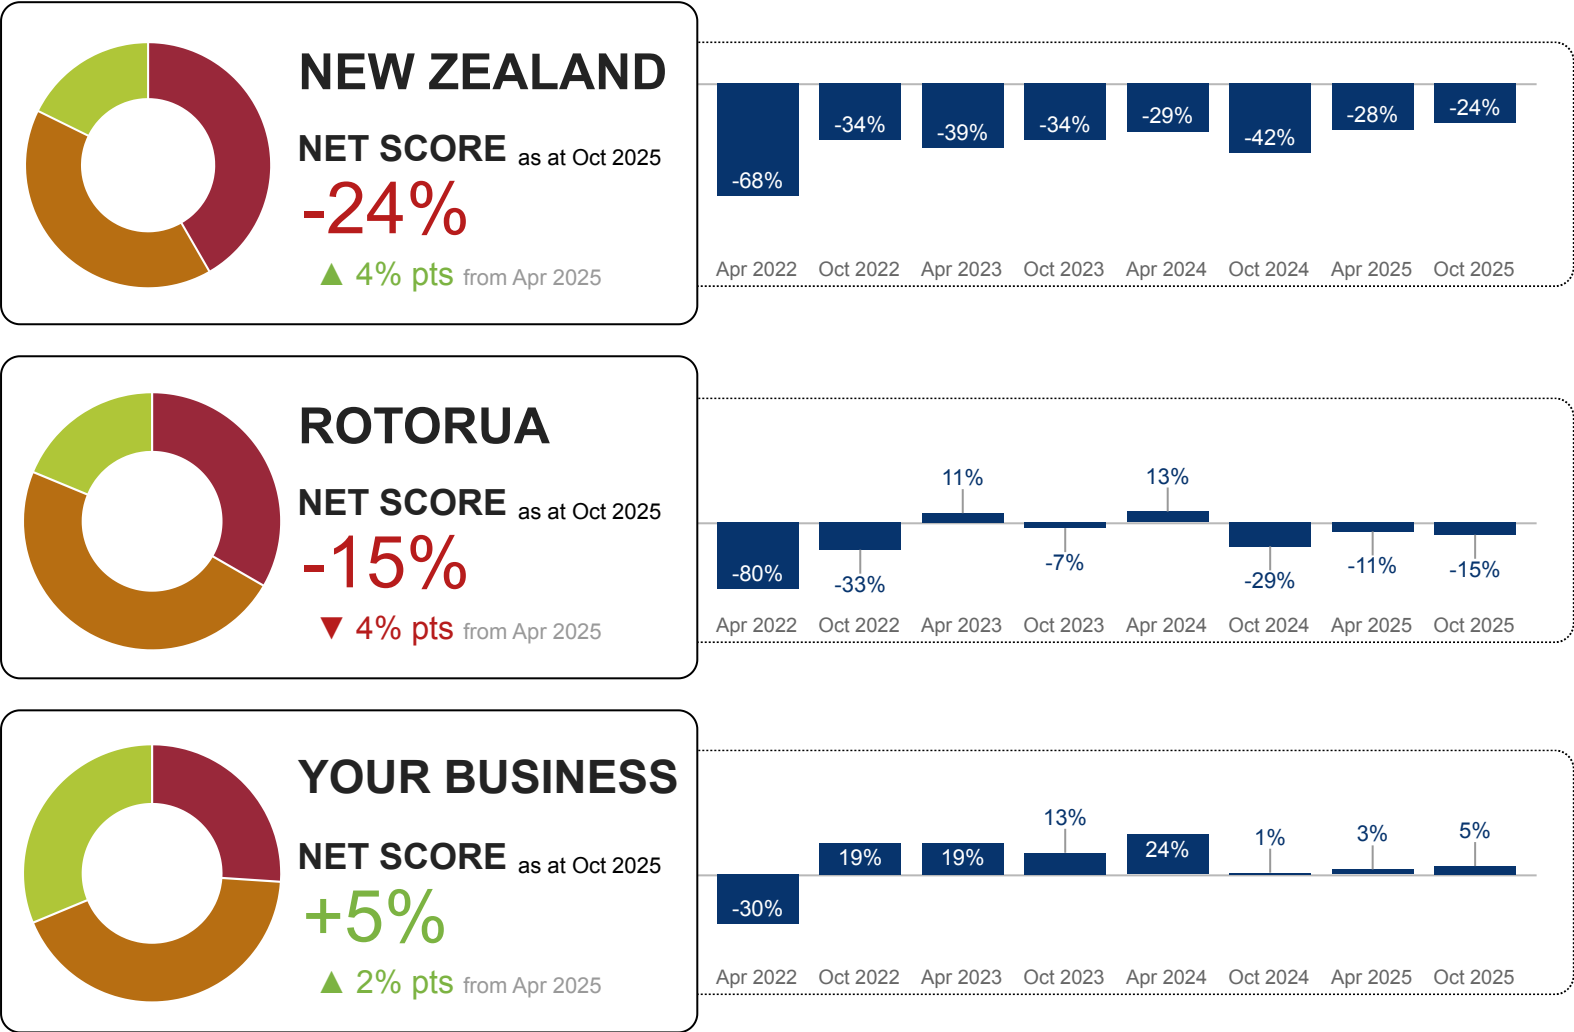 NEW ZEALAND
NET SCORE as at Oct 2025
-24%
▲ 4% pts from Apr 2025
-68% -34% -39% -34% -29% -42% -28% -24%
Apr 2022 Oct 2022 Apr 2023 Oct 2023 Apr 2024 Oct 2024 Apr 2025 Oct 2025
ROTORUA
NET SCORE as at Oct 2025
-15%
▼ 4% pts from Apr 2025
-80% -33% 11% -7% 13% -29% -11% -15%
Apr 2022 Oct 2022 Apr 2023 Oct 2023 Apr 2024 Oct 2024 Apr 2025 Oct 2025
YOUR BUSINESS
NET SCORE as at Oct 2025
+5%
▲ 2% pts from Apr 2025
-30% 19% 19% 13% 24% 1% 3% 5%
Apr 2022 Oct 2022 Apr 2023 Oct 2023 Apr 2024 Oct 2024 Apr 2025 Oct 2025